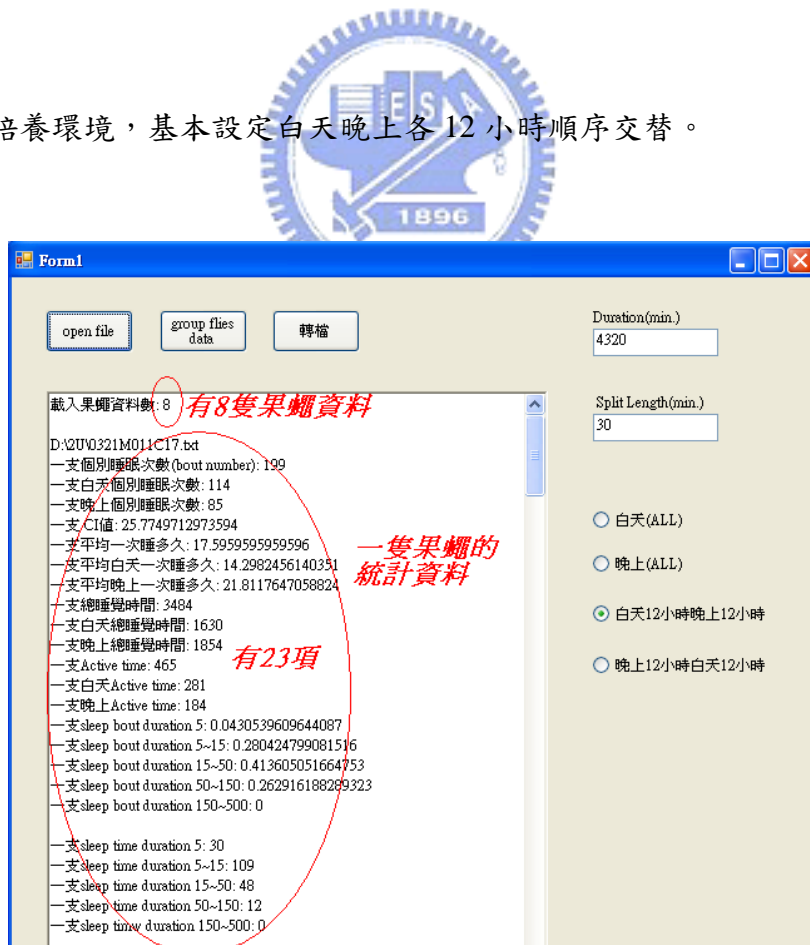 培養環境，基本設定白天晚上各 12 小時順序交替。
E S A
1896
Form1
open file
group flies data
轉檔
Duration(min.)
4320
Split Length(min.)
30
白天(ALL)
晚上(ALL)
白天12小時晚上12小時
晚上12小時白天12小時
載入果蠅資料數: 8
有8隻果蠅資料
D:\2U\0321M011C17.txt
一支個別睡眠次數(bout number): 199
一支白天個別睡眠次數: 114
一支晚上個別睡眠次數: 85
一支 CI值: 25.7749712973594
一支平均一次睡多久: 17.5959595959596
一支平均白天一次睡多久: 14.2982456140351
一支平均晚上一次睡多久: 21.8117647058824
一隻果蠅的
統計資料
一支總睡覺時間: 3484
一支白天總睡覺時間: 1630
一支晚上總睡覺時間: 1854
有23項
一支Active time: 465
一支白天Active time: 281
一支晚上Active time: 184
一支sleep bout duration 5: 0.0430539609644087
一支sleep bout duration 5~15: 0.280424799081516
一支sleep bout duration 15~50: 0.413605051664753
一支sleep bout duration 50~150: 0.262916188289323
一支sleep bout duration 150~500: 0
一支sleep time duration 5: 30
一支sleep time duration 5~15: 109
一支sleep time duration 15~50: 48
一支sleep time duration 50~150: 12
一支sleep timw duration 150~500: 0